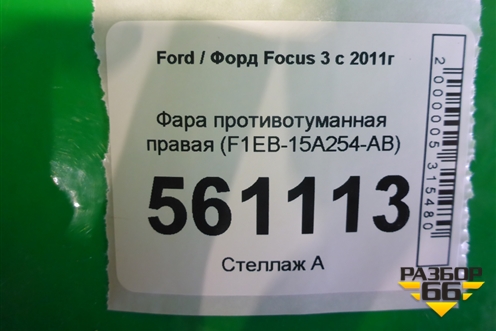 Ford / Форд Focus 3 с 2011г
Фара противотуманная
правая (F1EB-15A254-AB)
561113
Стеллаж А
2000005315480
РАЗБОР
66